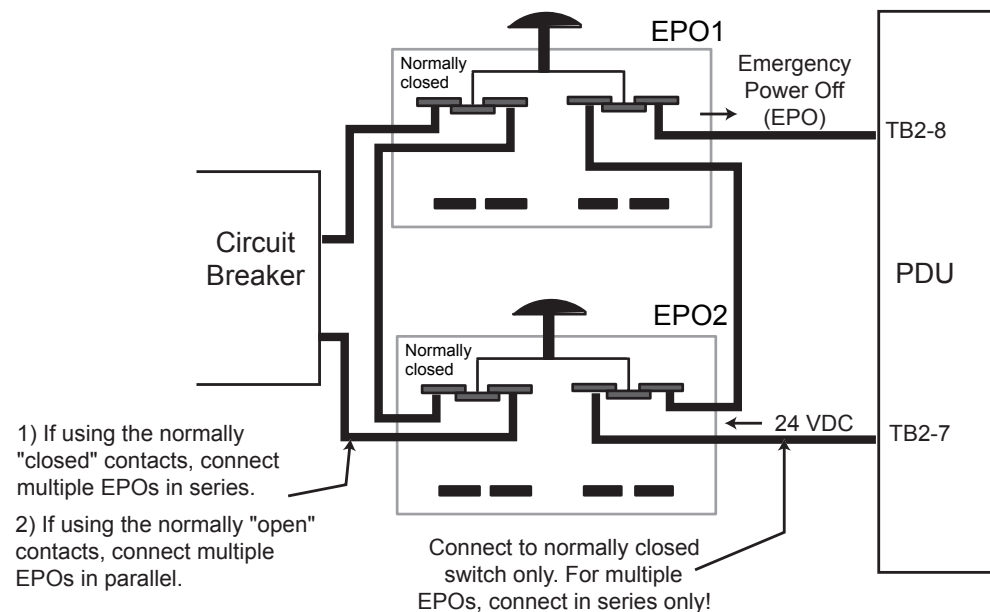 EPO1
Normally
closed
Emergency
Power Off
(EPO)
TB2-8
Circuit
Breaker
PDU
EPO2
Normally
closed
24 VDC
TB2-7
1) If using the normally
"closed" contacts, connect
multiple EPOs in series.
2) If using the normally "open"
contacts, connect multiple
EPOs in parallel.
Connect to normally closed
switch only. For multiple
EPOs, connect in series only!